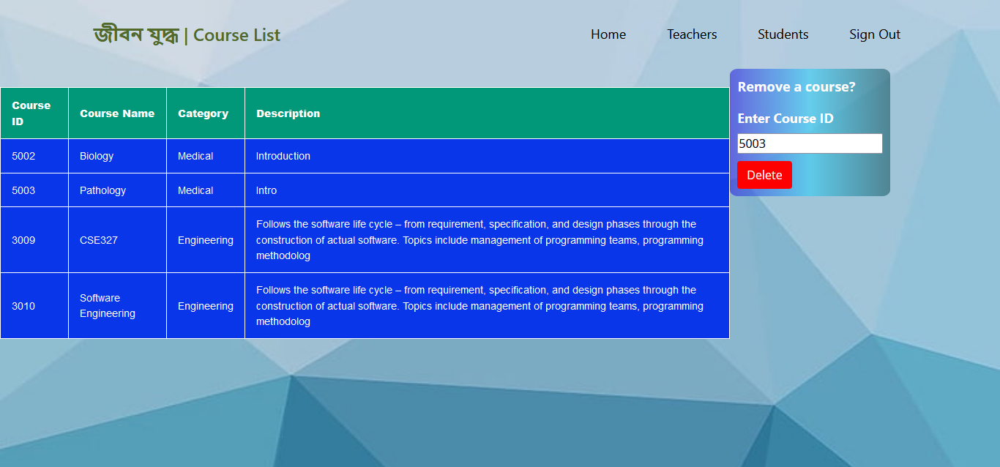 জীবন যুদ্ধ | Course List
Home Teachers Students Sign Out
Remove a course?
Enter Course ID
5003
Delete
Course
ID
Course Name
Category
Description
5002 Biology Medical Introduction
5003 Pathology Medical Intro
3009 CSE327 Engineering
Follows the software life cycle – from requirement, specification, and design phases through the
construction of actual software. Topics include management of programming teams, programming
methodolog
3010
Software
Engineering
Engineering
Follows the software life cycle – from requirement, specification, and design phases through the
construction of actual software. Topics include management of programming teams, programming
methodolog